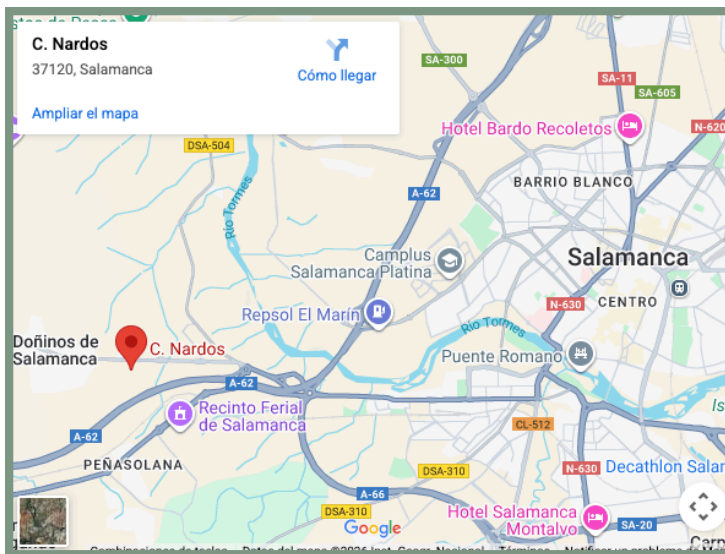 C. Nardos
37120, Salamanca
Cómo llegar
Ampliar el mapa
SA-300
SA-11
SA-605
N-620
Hotel Bardo Recoletos
DSA-504
BARRIO BLANCO
A-62
Río Tormes
Camplus
Salamanca Platina
Salamanca
N-630
CENTRO
Repsol El Marín
Río Tormes
Doñinos de
Salamanca
C. Nardos
Puente Romano
A-62
Recinto Ferial
de Salamanca
CL-512
A-62
PEÑASOLANA
DSA-310
N-630
Decathlon Salam
A-66
DSA-310
Hotel Salamanca
Montalvo
Google
SA-20